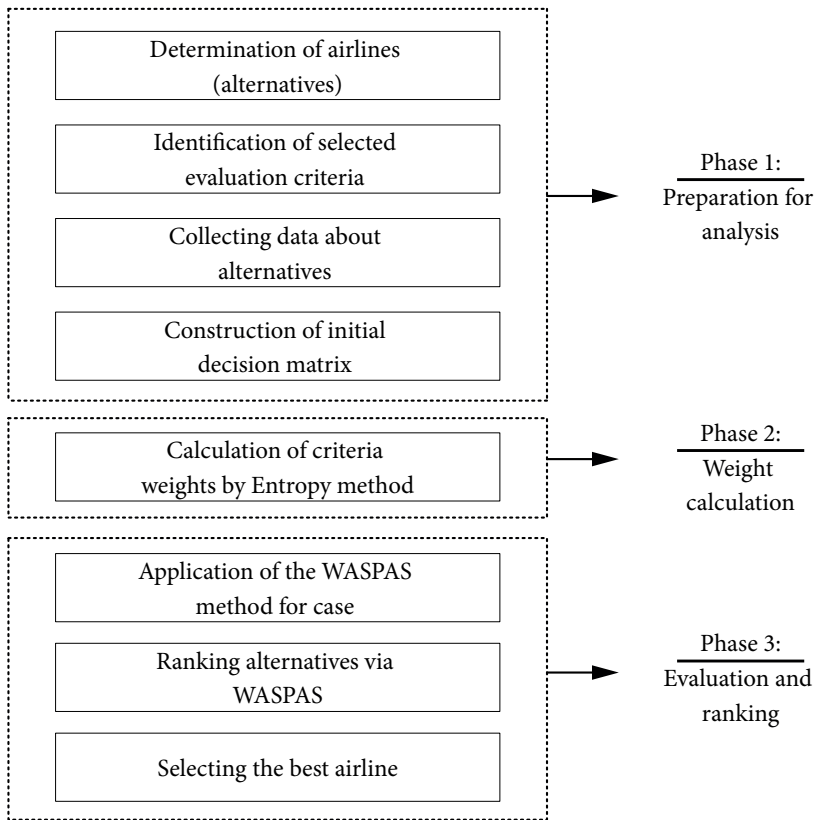 Determination of airlines
(alternatives)
Identification of selected
evaluation criteria
Collecting data about
alternatives
Construction of initial
decision matrix
Phase 1:
Preparation for
analysis
Calculation of criteria
weights by Entropy method
Phase 2:
Weight
calculation
Application of the WASPAS
method for case
Ranking alternatives via
WASPAS
Selecting the best airline
Phase 3:
Evaluation and
ranking